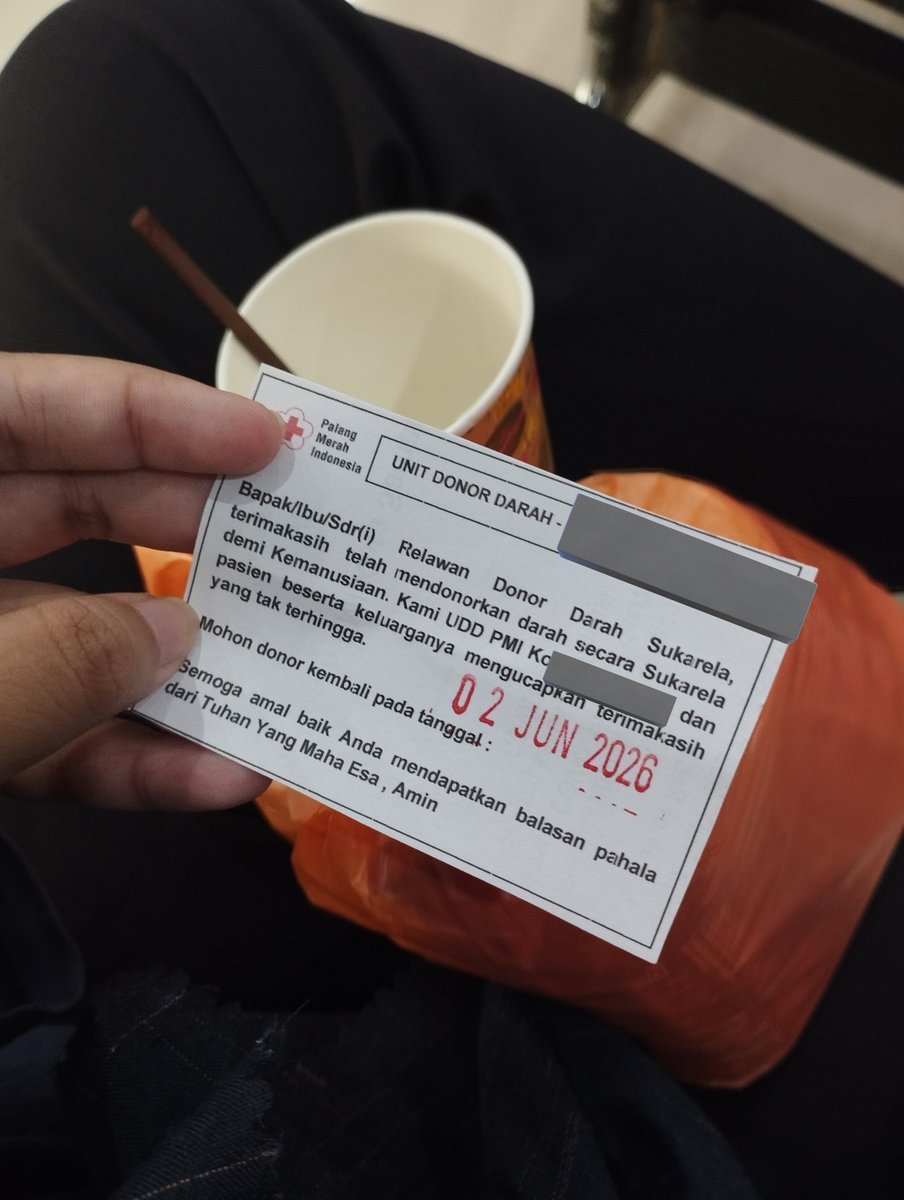 Palang
Merah
Indonesia
UNIT DONOR DARAH -
Bapak/Ibu/Sdr(i) Relawan Donor Darah Sukarela,
terimakasih telah mendonorkan darah secara Sukarela
demi Kemanusiaan. Kami UDD PMI dan
pasien beserta keluarganya mengucapkan terimakasih
yang tak terhingga.
Mohon donor kembali pada tanggal :
02 JUN 2026
Semoga amal baik Anda mendapatkan balasan pahala
dari Tuhan Yang Maha Esa , Amin